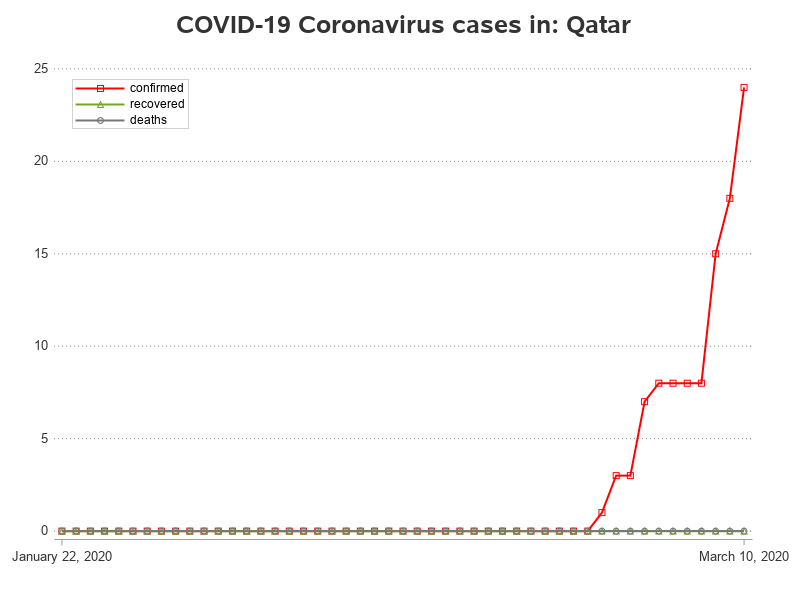 COVID-19 Coronavirus cases in: Qatar
25
confirmed
recovered
deaths
20
15
10
5
0
January 22, 2020
March 10, 2020